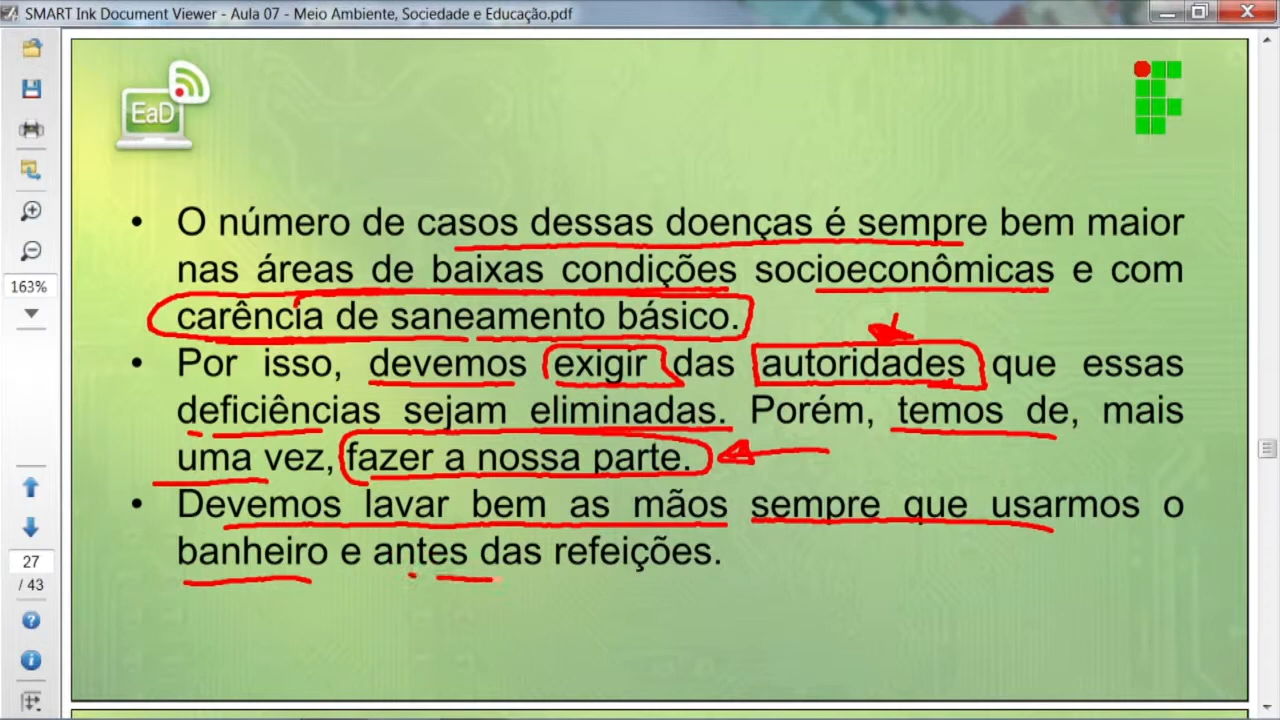 SMART Ink Document Viewer - Aula 07 - Meio Ambiente, Sociedade e Educação.pdf
EaD
• O número de casos dessas doenças é sempre bem maior
nas áreas de baixas condições socioeconômicas e com
carência de saneamento básico.
• Por isso, devemos exigir das autoridades que essas
deficiências sejam eliminadas. Porém, temos de, mais
uma vez, fazer a nossa parte.
• Devemos lavar bem as mãos sempre que usarmos o
banheiro e antes das refeições.
163%
27
/ 43